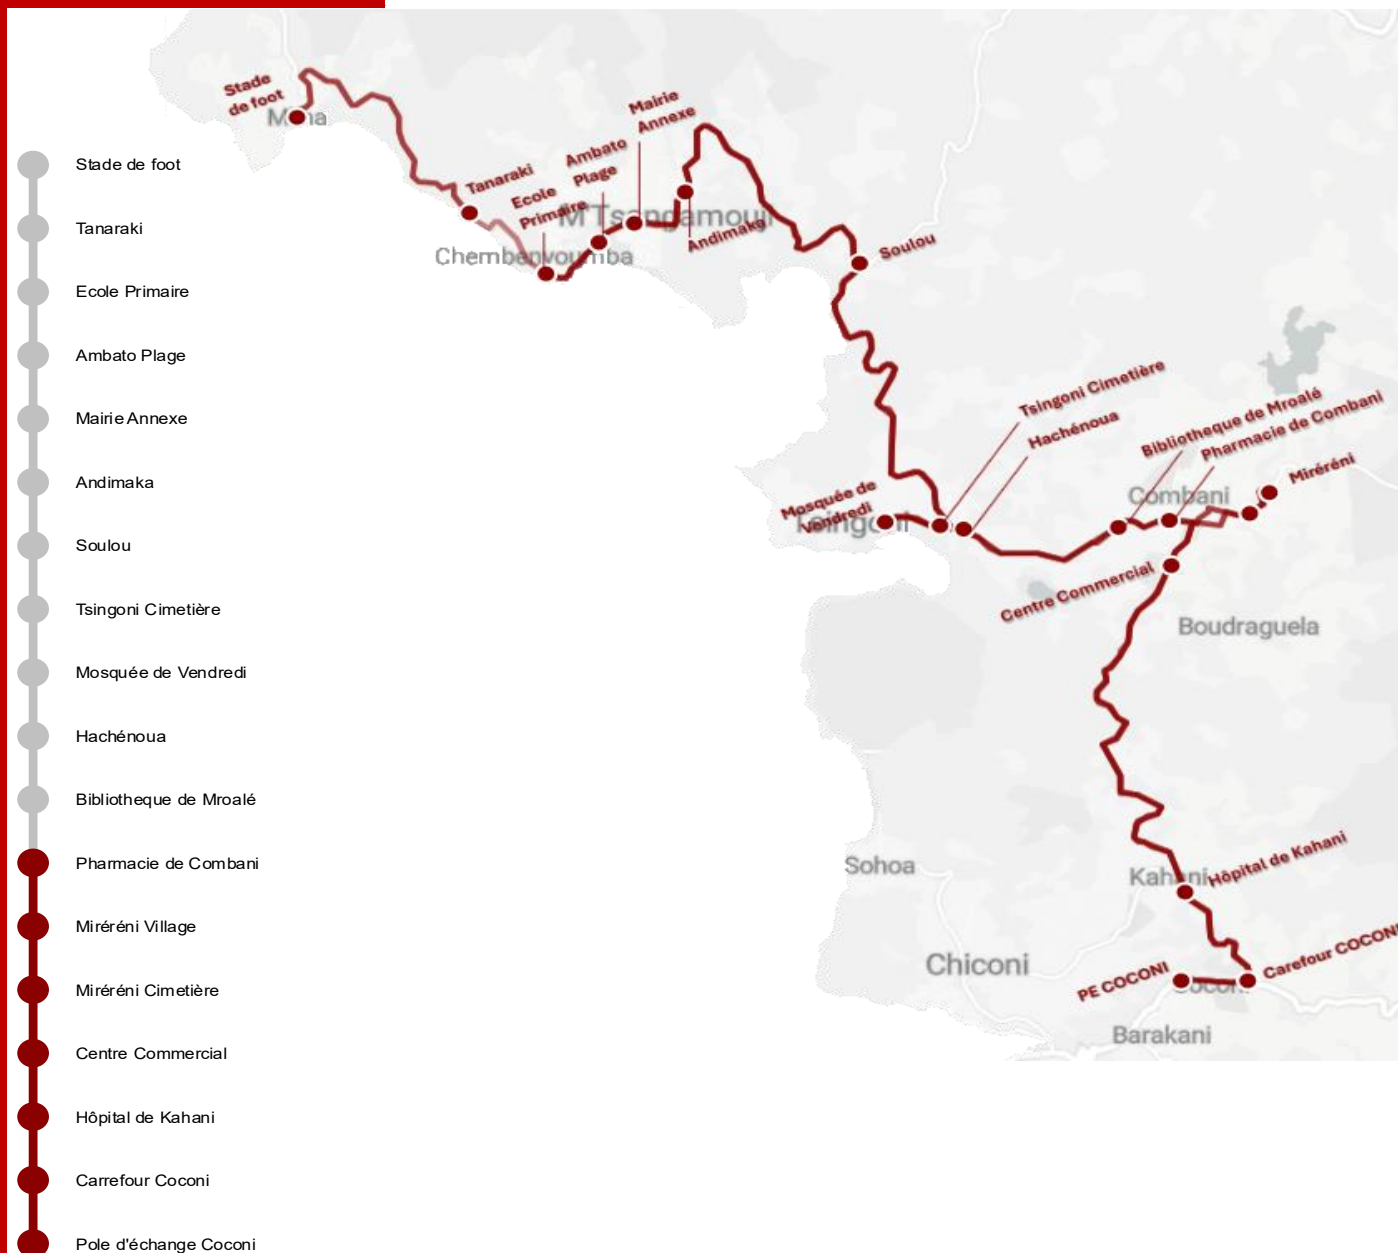 Stade de foot
Tanaraki
Ecole Primaire
Ambato Plage
Mairie Annexe
Andimaka
Soulou
Tsingoni Cimetière
Mosquée de Vendredi
Hachénoua
Bibliotheque de Mroalé
Pharmacie de Combani
Miréréni Village
Miréréni Cimetière
Centre Commercial
Hôpital de Kahani
Carrefour Coconi
Pole d'échange Coconi
Stade
de foot
Tanaraki
Ecole
Primaire
Ambato
Plage
Mairie
Annexe
M'Tsangamouji
Chembenyoumba
Andimaka
Soulou
Tsingoni Cimetière
Hachénoua
Bibliotheque de Mroalé
Pharmacie de Combani
Miréréni
Combani
Mosquée de
Vendredi
Tsingoni
Centre Commercial
Boudraguela
Sohoa
Kahani
Hôpital de Kahani
Chiconi
PE COCONI
Coconi
Carefour COCONI
Barakani